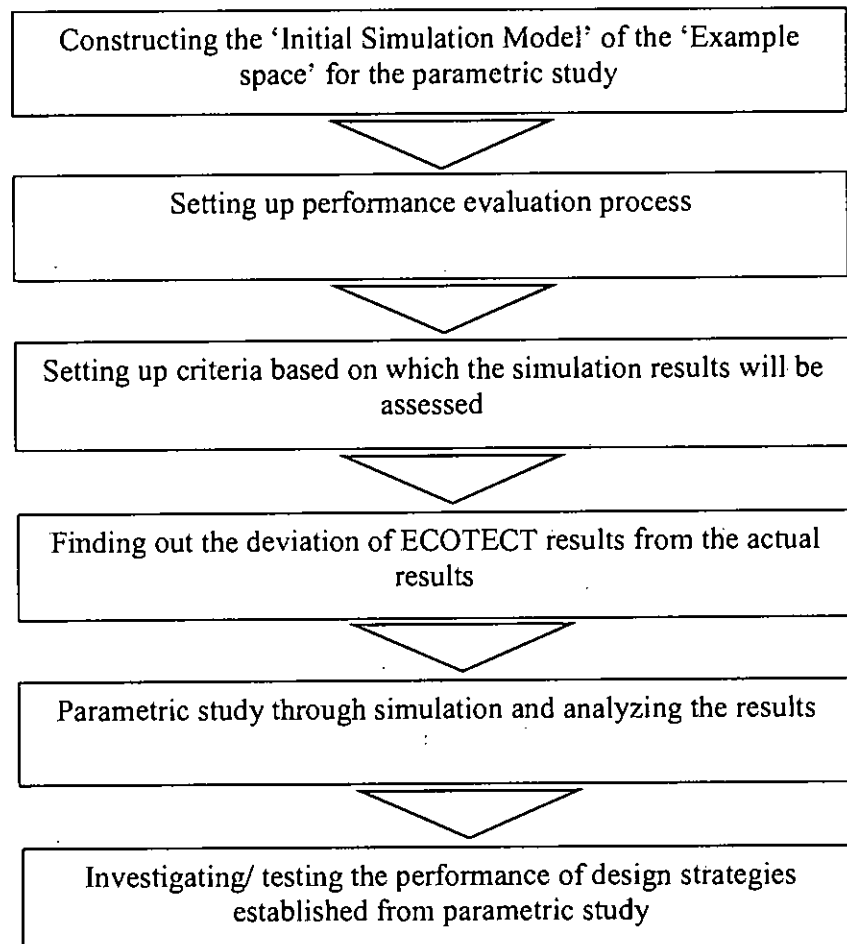 Constructing the ‘Initial Simulation Model’ of the ‘Example
space’ for the parametric study
Setting up performance evaluation process
Setting up criteria based on which the simulation results will be
assessed
Finding out the deviation of ECOTECT results from the actual
results
Parametric study through simulation and analyzing the results
Investigating/ testing the performance of design strategies
established from parametric study